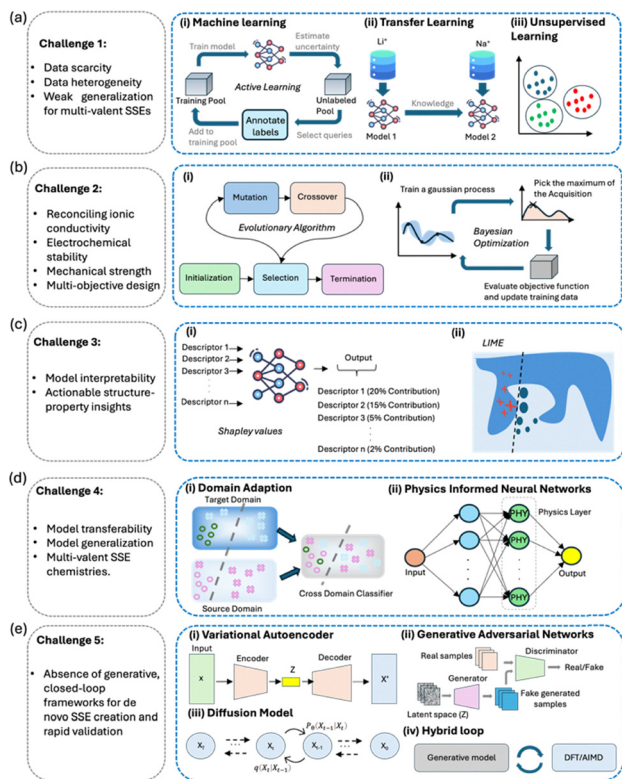 (a)
Challenge 1:
• Data scarcity
• Data heterogeneity
• Weak generalization
for multi-valent SSEs
(i) Machine learning
Train model
Estimate
uncertainty
Active Learning
Training Pool
Unlabeled
Pool
Annotate
labels
Add to
training pool
Select queries
(ii) Transfer Learning
Li⁺
Na⁺
Knowledge
Model 1
Model 2
(iii) Unsupervised
Learning
(b)
Challenge 2:
• Reconciling ionic
conductivity
• Electrochemical
stability
• Mechanical strength
• Multi-objective design
(i)
Mutation
Crossover
Evolutionary Algorithm
Initialization
Selection
Termination
(ii)
Train a gaussian process
Pick the maximum of
the Acquisition
Bayesian
Optimization
Evaluate objective function
and update training data
(c)
Challenge 3:
• Model interpretability
• Actionable structure-
property insights
(i)
Descriptor 1
Descriptor 2
Descriptor 3
Descriptor n
Shapley values
Output
Descriptor 1 (20% Contribution)
Descriptor 2 (15% Contribution)
Descriptor 3 (5% Contribution)
Descriptor n (2% Contribution)
(ii)
LIME
(d)
Challenge 4:
• Model transferability
• Model generalization
• Multi-valent SSE
chemistries.
(i) Domain Adaption
Target Domain
Source Domain
Cross Domain Classifier
(ii) Physics Informed Neural Networks
Physics Layer
PHY
PHY
PHY
Input
Output
(e)
Challenge 5:
• Absence of generative,
closed-loop
frameworks for de
novo SSE creation and
rapid validation
(i) Variational Autoencoder
Input
x
Encoder
Z
Decoder
X'
(ii) Generative Adversarial Networks
Real samples
Discriminator
Real/Fake
Generator
Latent space (Z)
Fake generated
samples
(iii) Diffusion Model
X_T
X_t
X_{t-1}
X_0
q(X_t|X_{t-1})
(iv) Hybrid loop
Generative model
DFT/AIMD